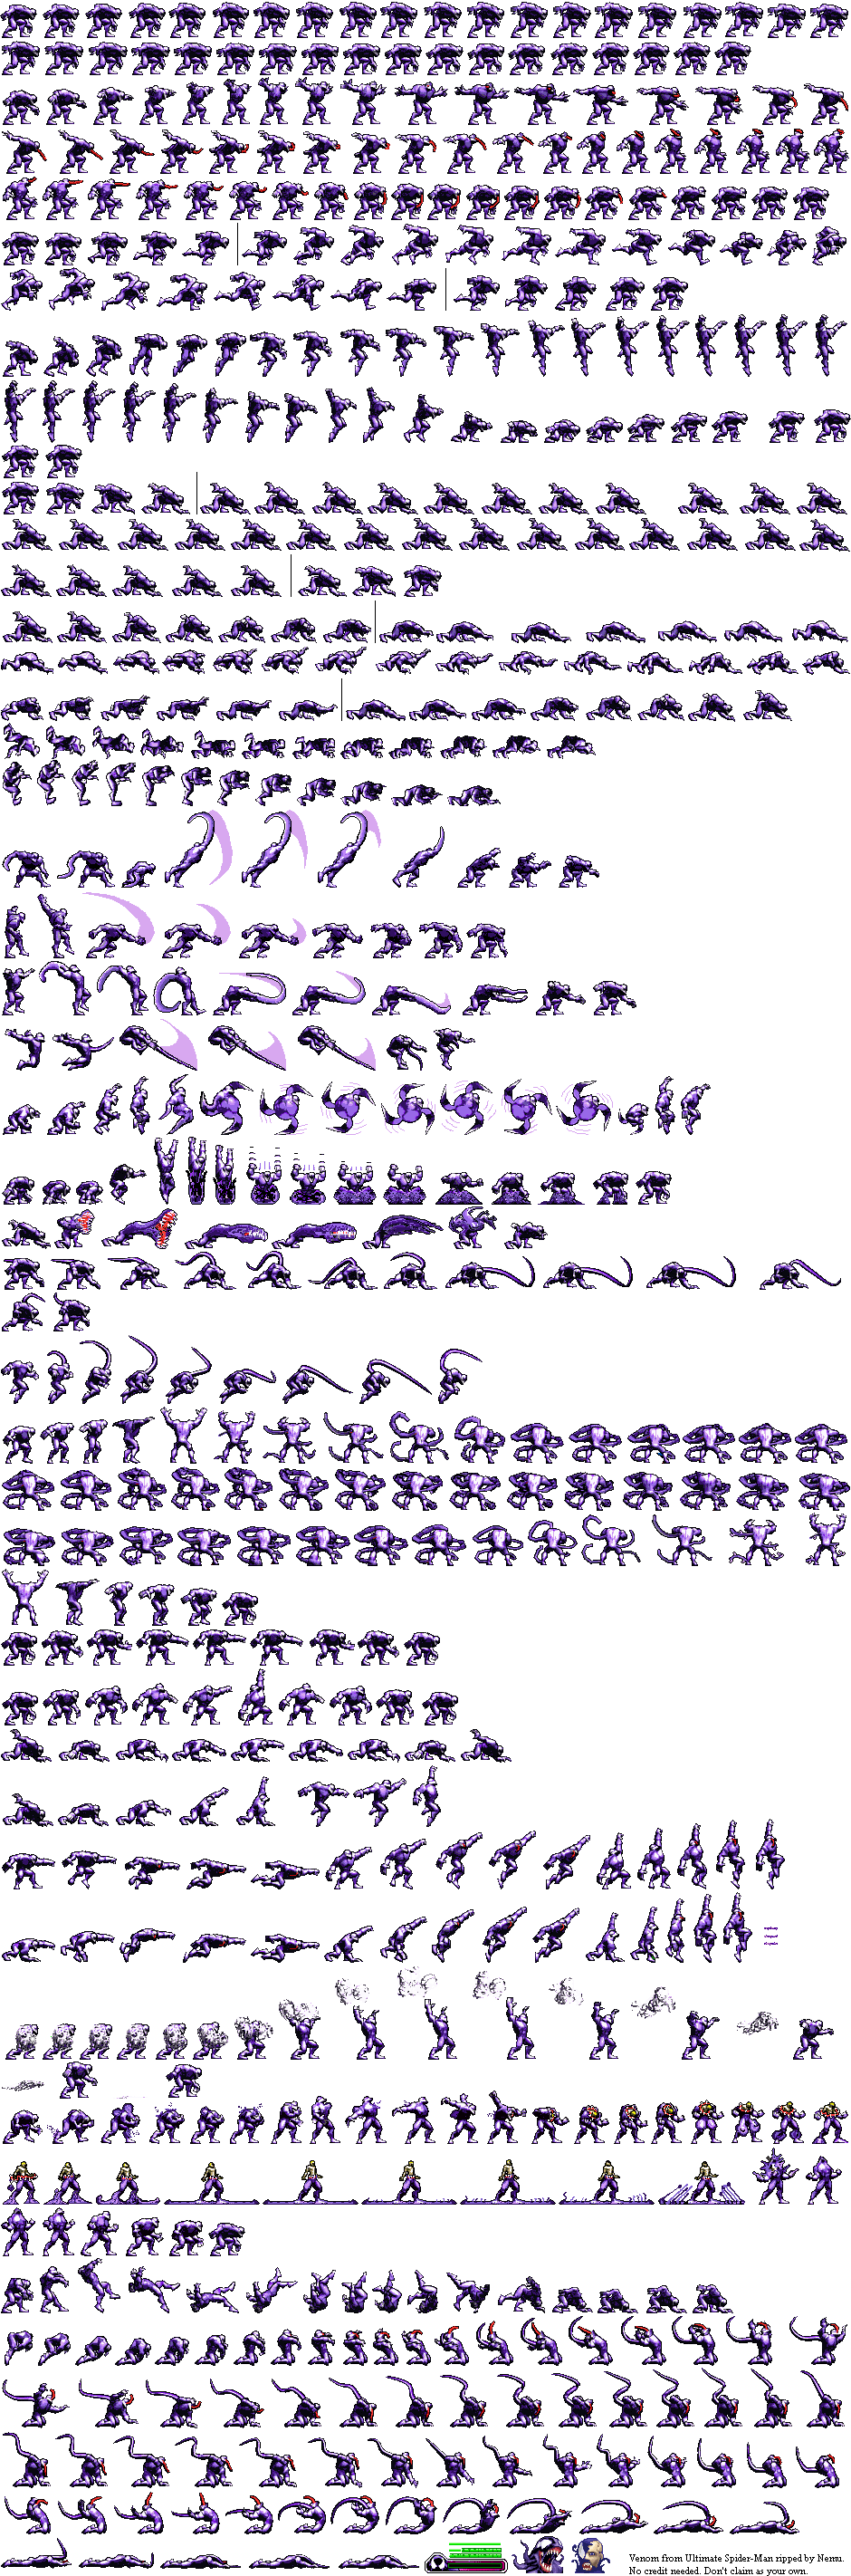 Venom from Ultimate Spider-Man ripped by Nemu.
No credit needed. Don't claim as your own.